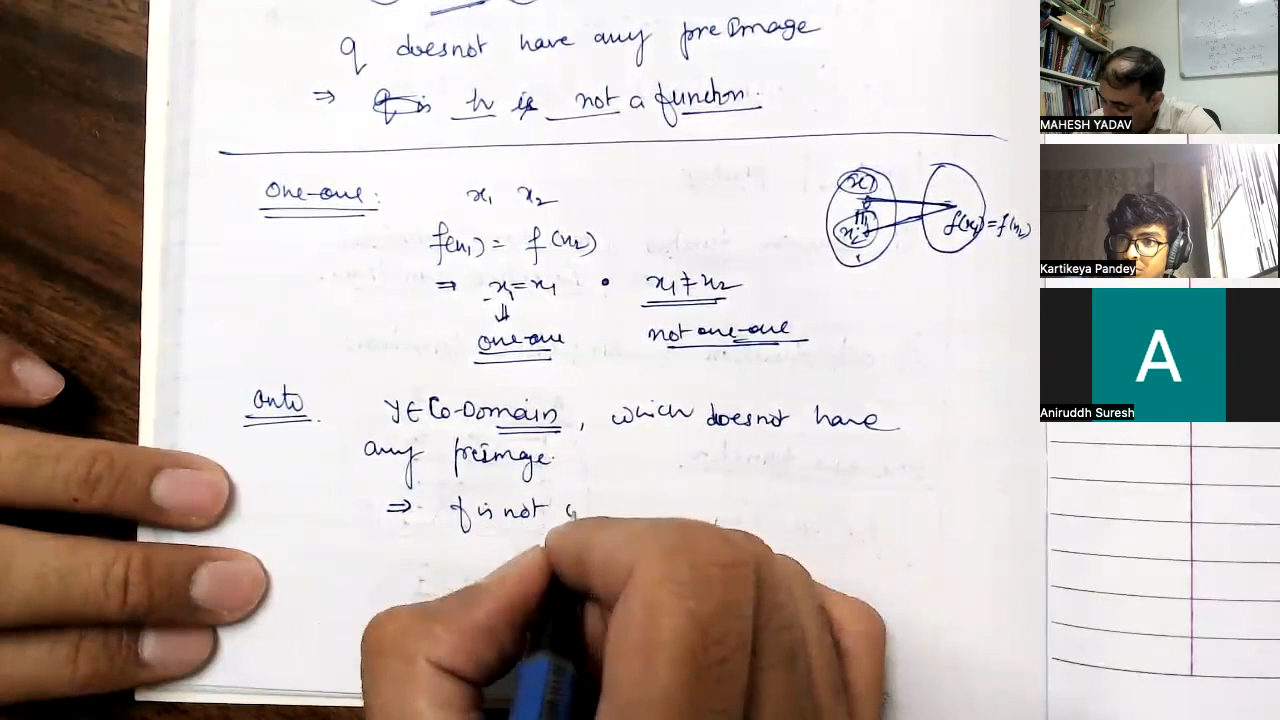 q doesnot have any preImage
⇒ is h is not a function.
One-one: x₁ x₂
f(x₁) = f(x₂)
⇒ x₁ = x₁ • x₁ ≠ x₂
⇓
one-one not one-one
x₁
x₂
f(x₁) = f(x₂)
onto. Y ∈ Co-Domain, which doesnot have
any preimage.
⇒ f is not
MAHESH YADAV
Kartikeya Pandey
A
Aniruddh Suresh